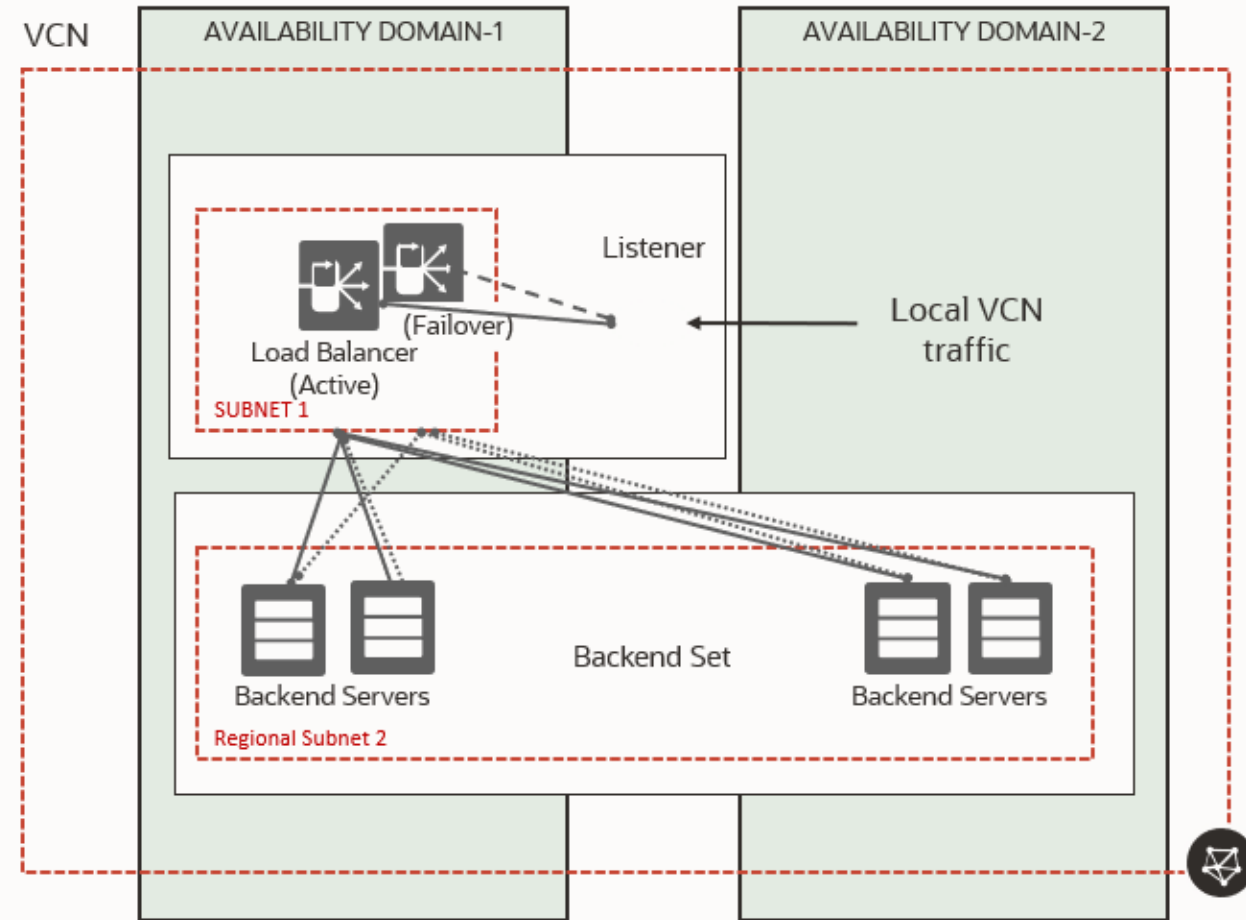 VCN
AVAILABILITY DOMAIN-1
AVAILABILITY DOMAIN-2
Listener
(Failover)
Load Balancer
(Active)
SUBNET 1
Local VCN
traffic
Backend Set
Backend Servers
Backend Servers
Regional Subnet 2